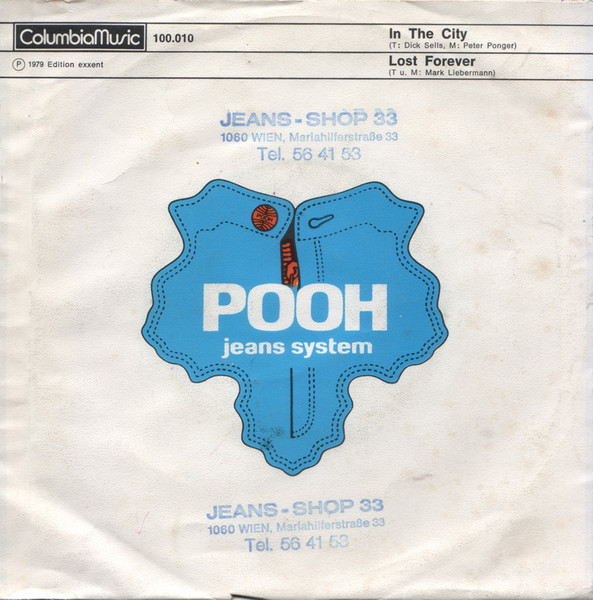 ColumbiaMusic 100.010
In The City
(T: Dick Sells, M: Peter Ponger)
Ⓟ 1979 Edition exxent
Lost Forever
(T u. M: Mark Liebermann)
JEANS-SHOP 33
1060 WIEN, Mariahilferstraße 33
Tel. 56 41 53
POOH
jeans system
JEANS-SHOP 33
1060 WIEN, Mariahilferstraße 33
Tel. 56 41 53